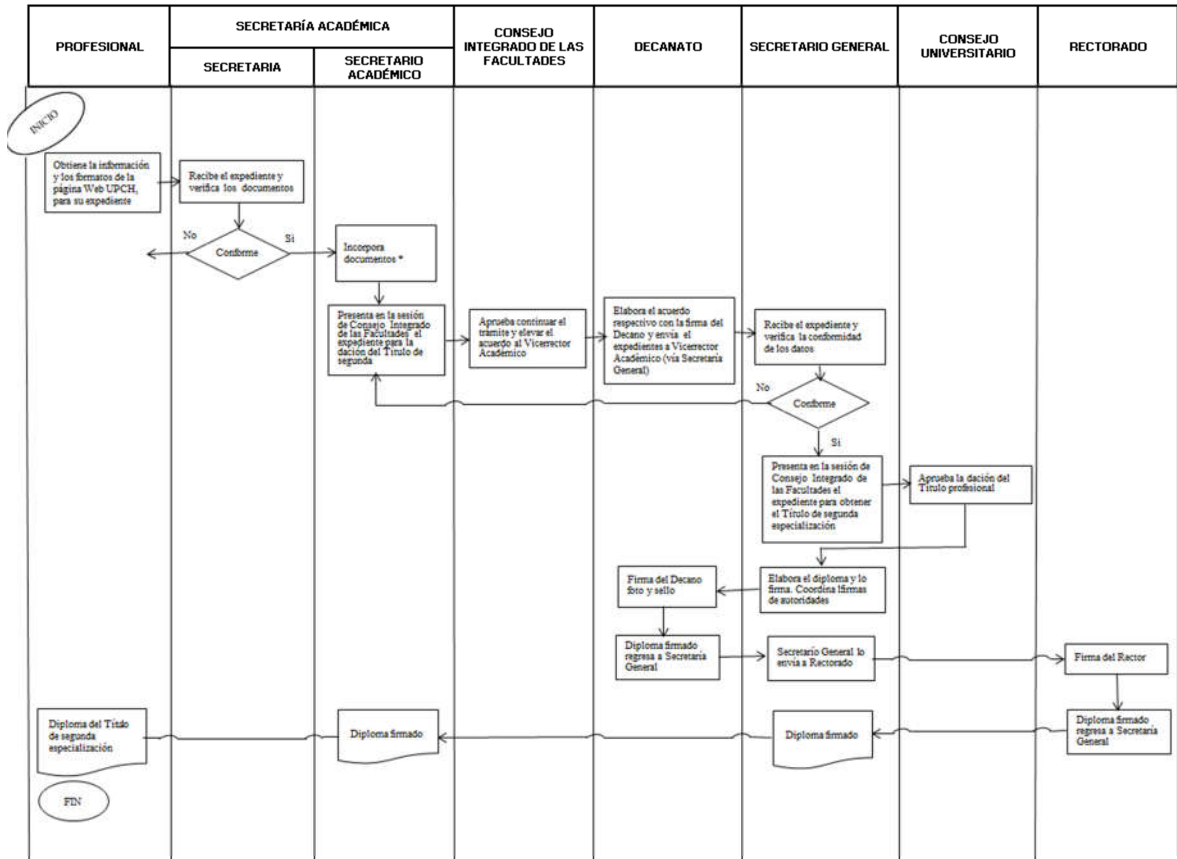 PROFESIONAL
SECRETARÍA ACADÉMICA
SECRETARIA
SECRETARIO
ACADÉMICO
CONSEJO
INTEGRADO DE LAS
FACULTADES
DECANATO
SECRETARIO GENERAL
CONSEJO
UNIVERSITARIO
RECTORADO
INICIO
Obtiene la información
y los formatos de la
página Web UPCH,
para su expediente
Recibe el expediente y
verifica los documentos
No
Conforme
Si
Incorpora
documentos *
Presenta en la sesión
de Consejo Integrado
de las Facultades el
expediente para la
dación del Título de
segunda
Aprueba continuar el
tramite y elevar el
acuerdo al Vicerrector
Académico
Elabora el acuerdo
respectivo con la firma del
Decano y envía el
expedientes a Vicerrector
Académico (vía Secretaría
General)
Recibe el expediente y
verifica la conformidad
de los datos
No
Conforme
Si
Presenta en la sesión de
Consejo Integrado de
las Facultades el
expediente para obtener
el Título de segunda
especialización
Aprueba la dación del
Título profesional
Elabora el diploma y lo
firma. Coordina lfirmas
de autoridades
Firma del Decano
foto y sello
Diploma firmado
regresa a Secretaría
General
Secretario General lo
envía a Rectorado
Firma del Rector
Diploma firmado
regresa a Secretaría
General
Diploma firmado
Diploma firmado
Diploma del Título
de segunda
especialización
FIN